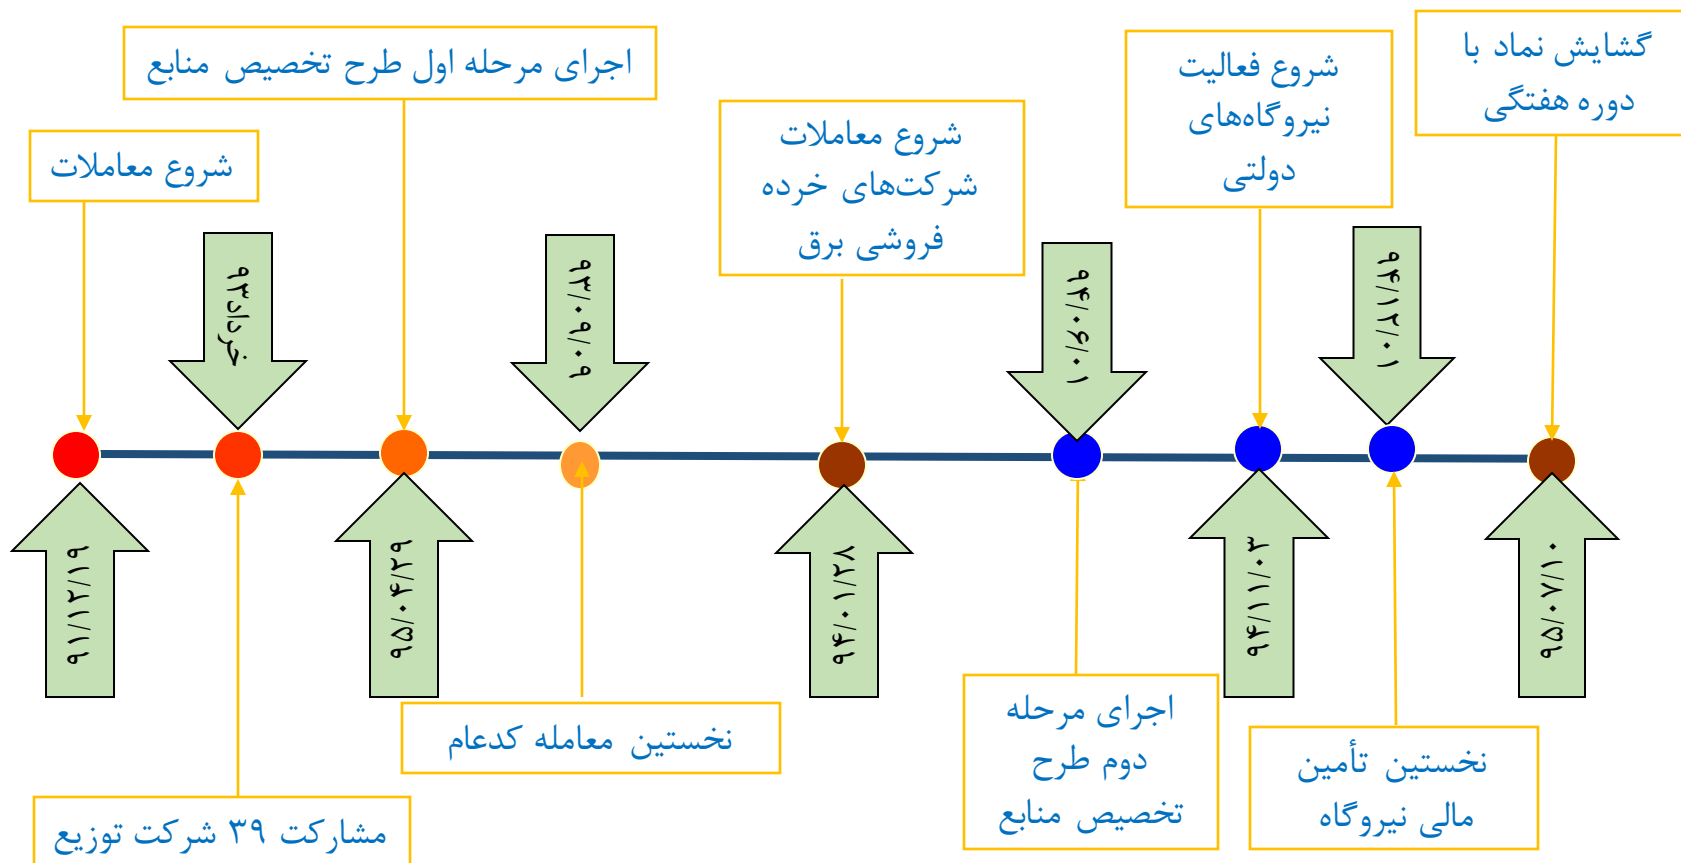 شروع معاملات
۹۱/۱۲/۱۹
خرداد۹۳
مشارکت ۳۹ شرکت توزیع
اجرای مرحله اول طرح تخصیص منابع
۹۵/۰۴/۲۹
۹۳/۰۹/۰۹
نخستین معامله کدعام
شروع معاملات
شرکت‌های خرده
فروشی برق
۹۴/۰۱/۲۸
۹۴/۰۶/۰۱
اجرای مرحله
دوم طرح
تخصیص منابع
شروع فعالیت
نیروگاه‌های
دولتی
۹۴/۱۱/۰۳
۹۴/۱۲/۰۱
نخستین تأمین
مالی نیروگاه
گشایش نماد با
دوره هفتگی
۹۵/۰۷/۱۰